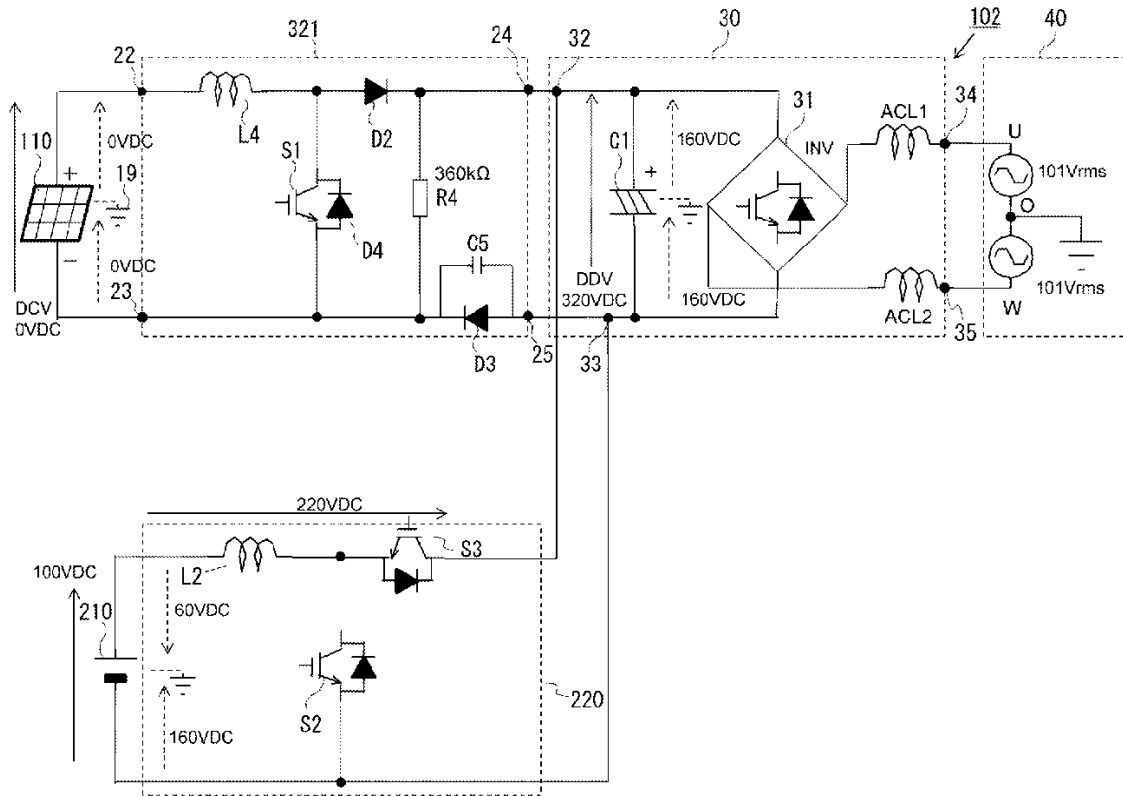 321
24
32
30
102
40
22
L4
D2
31
ACL1
34
0VDC
110
19
+
−
S1
360kΩ
R4
C1
+
160VDC
INV
U
101Vrms
O
0VDC
DCV
0VDC
D4
C5
DDV
320VDC
160VDC
101Vrms
W
23
D3
25
33
ACL2
35
220VDC
S3
L2
100VDC
210
60VDC
S2
220
160VDC